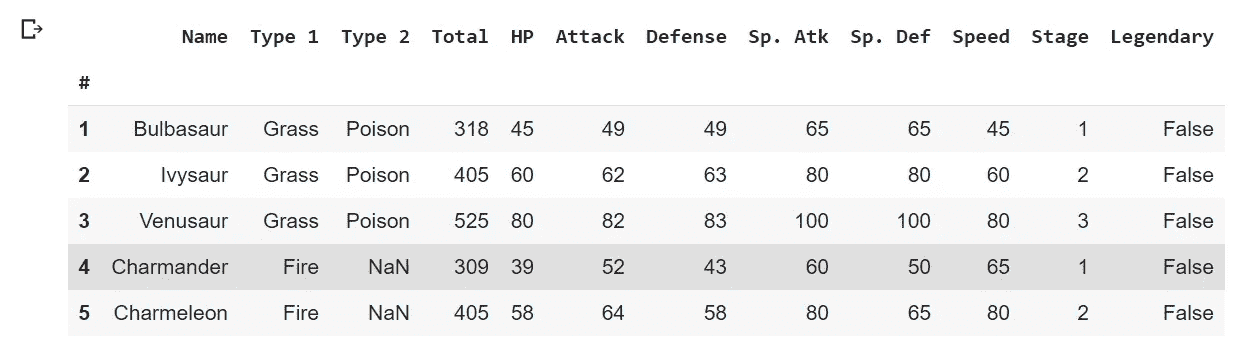 Name Type 1 Type 2 Total HP Attack Defense Sp. Atk Sp. Def Speed Stage Legendary
#
1 Bulbasaur Grass Poison 318 45 49 49 65 65 45 1 False
2 Ivysaur Grass Poison 405 60 62 63 80 80 60 2 False
3 Venusaur Grass Poison 525 80 82 83 100 100 80 3 False
4 Charmander Fire NaN 309 39 52 43 60 50 65 1 False
5 Charmeleon Fire NaN 405 58 64 58 80 65 80 2 False